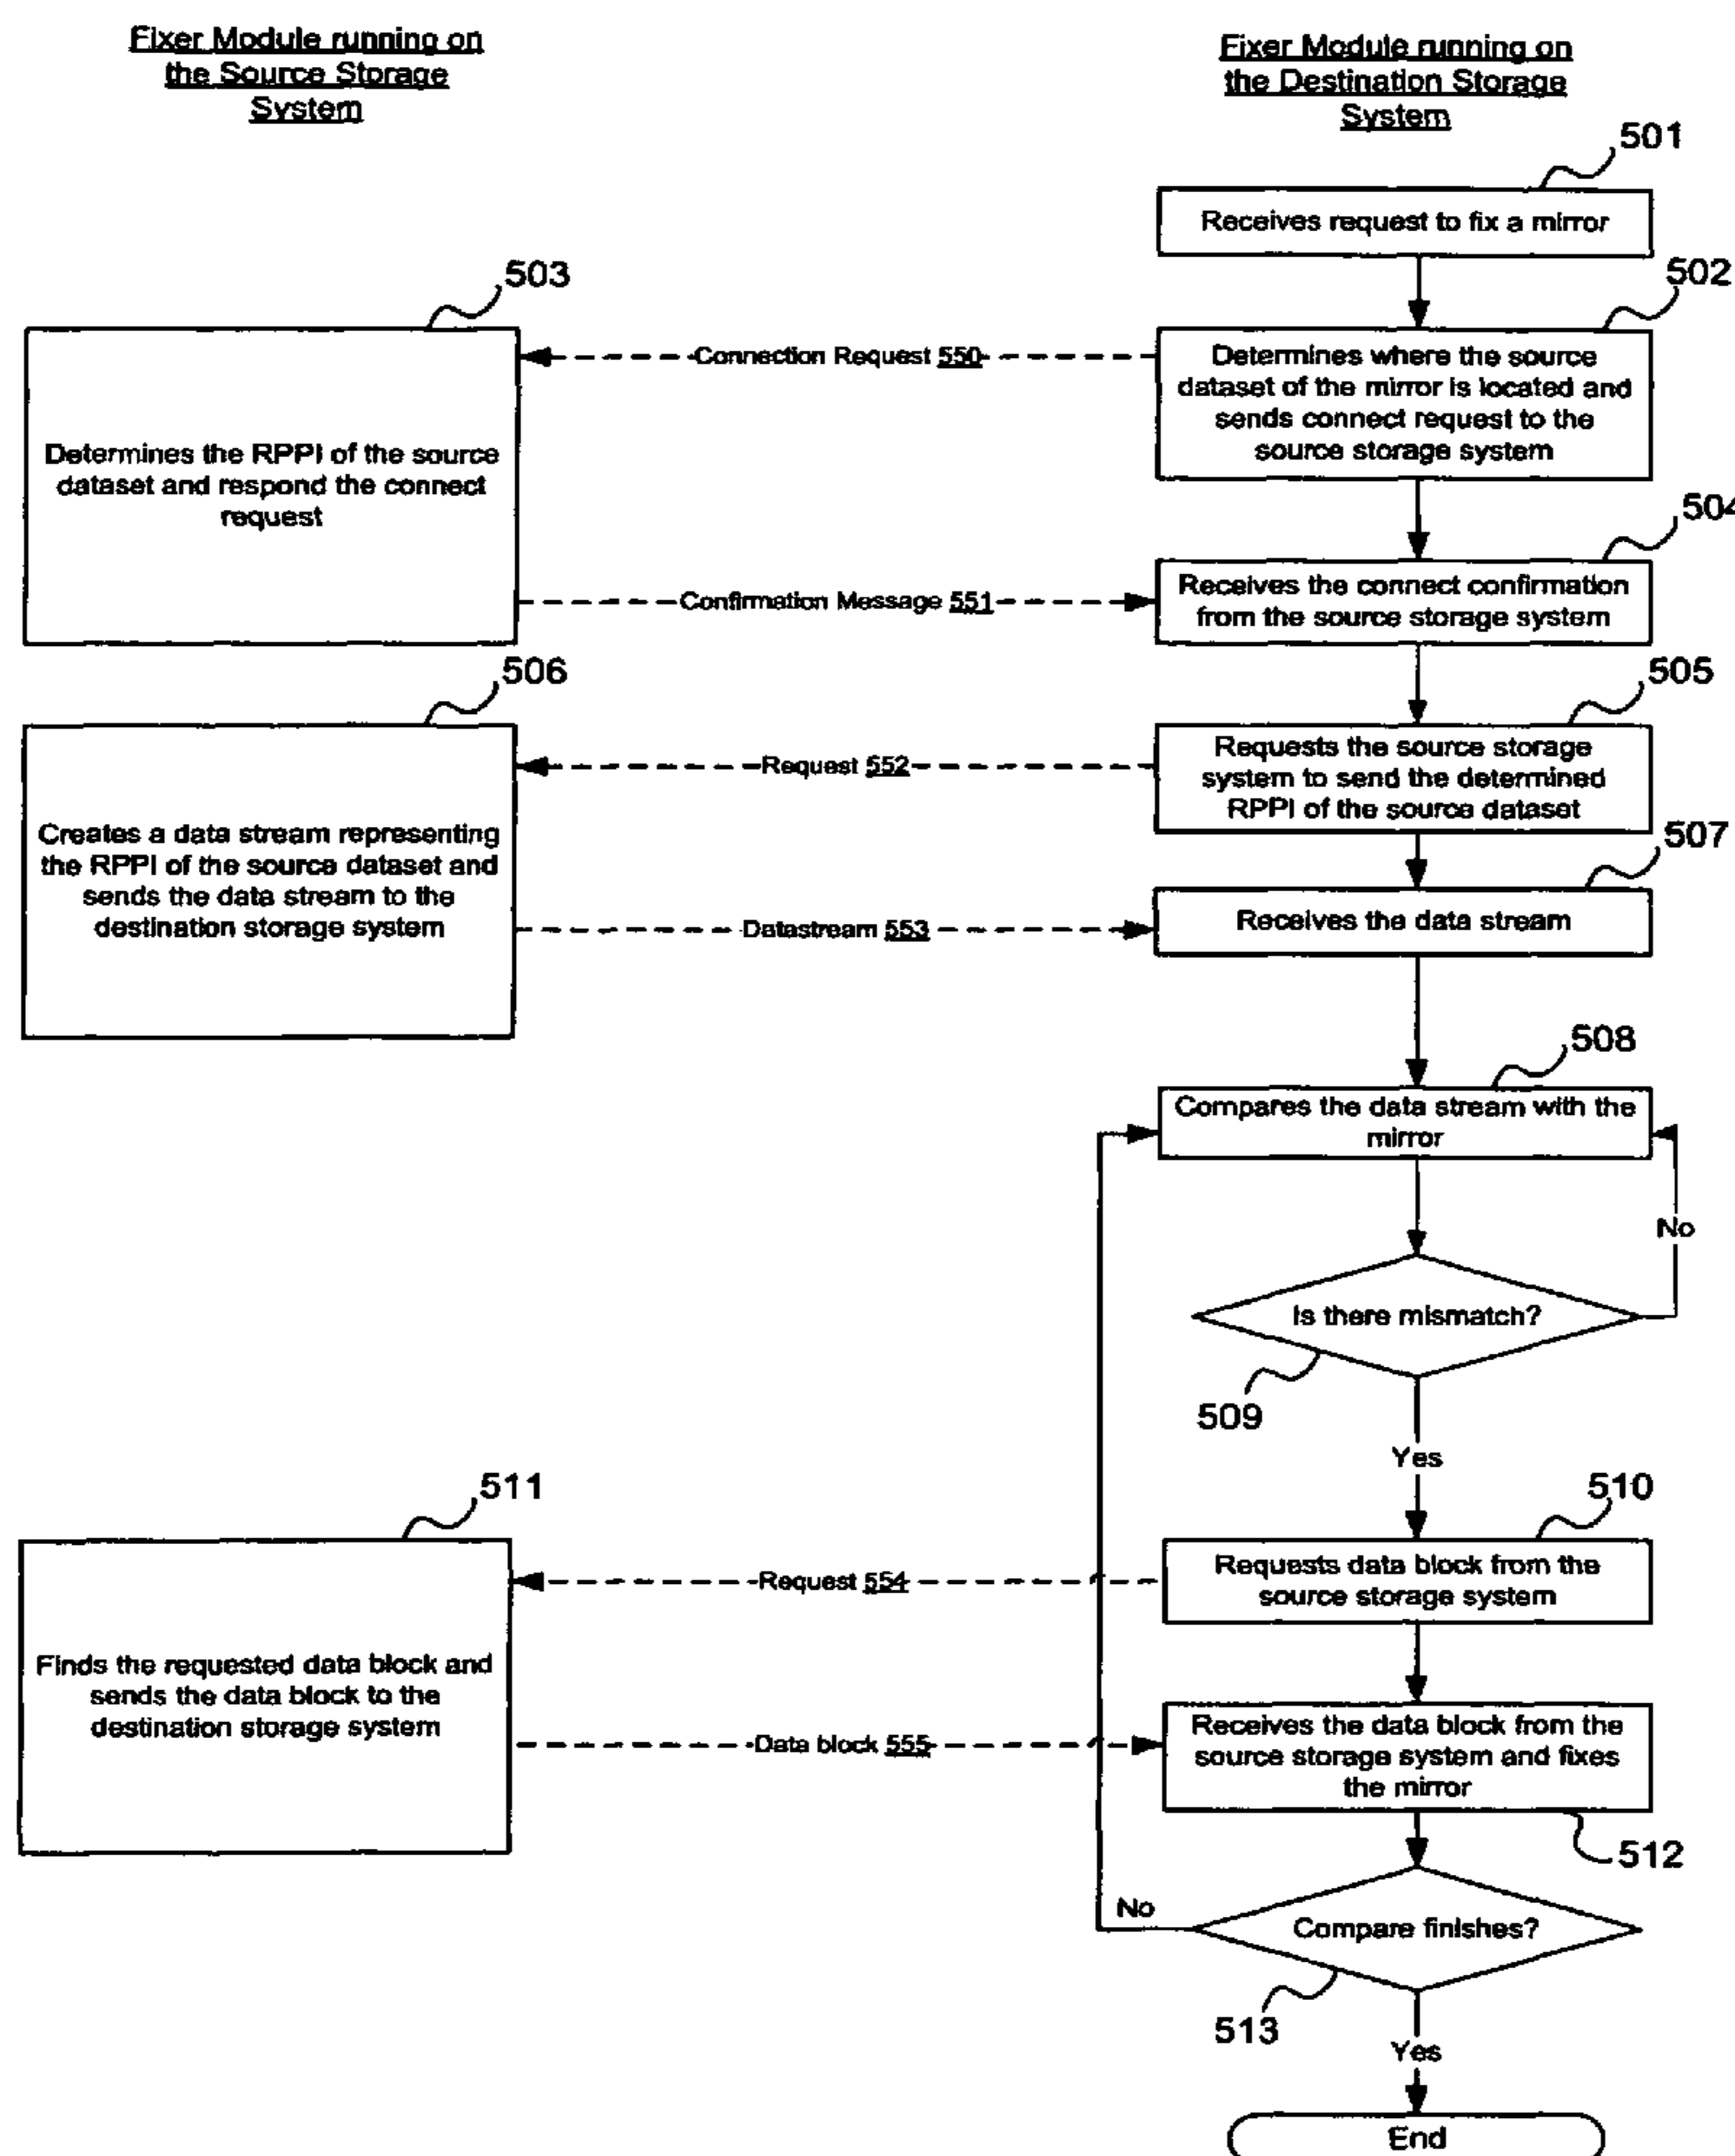 Fixer Module running on
the Source Storage
System
Fixer Module running on
the Destination Storage
System
501
Receives request to fix a mirror
503
502
Connection Request 550
Determines where the source
dataset of the mirror is located and
sends connect request to the
source storage system
Determines the RPPI of the source
dataset and respond the connect
request
504
Confirmation Message 551
Receives the connect confirmation
from the source storage system
506
505
Request 552
Requests the source storage
system to send the determined
RPPI of the source dataset
507
Creates a data stream representing
the RPPI of the source dataset and
sends the data stream to the
destination storage system
Datastream 553
Receives the data stream
508
Compares the data stream with the
mirror
No
Is there mismatch?
509
Yes
511
510
Request 554
Requests data block from the
source storage system
Finds the requested data block and
sends the data block to the
destination storage system
Data block 555
Receives the data block from the
source storage system and fixes
the mirror
512
No
Compare finishes?
513
Yes
End